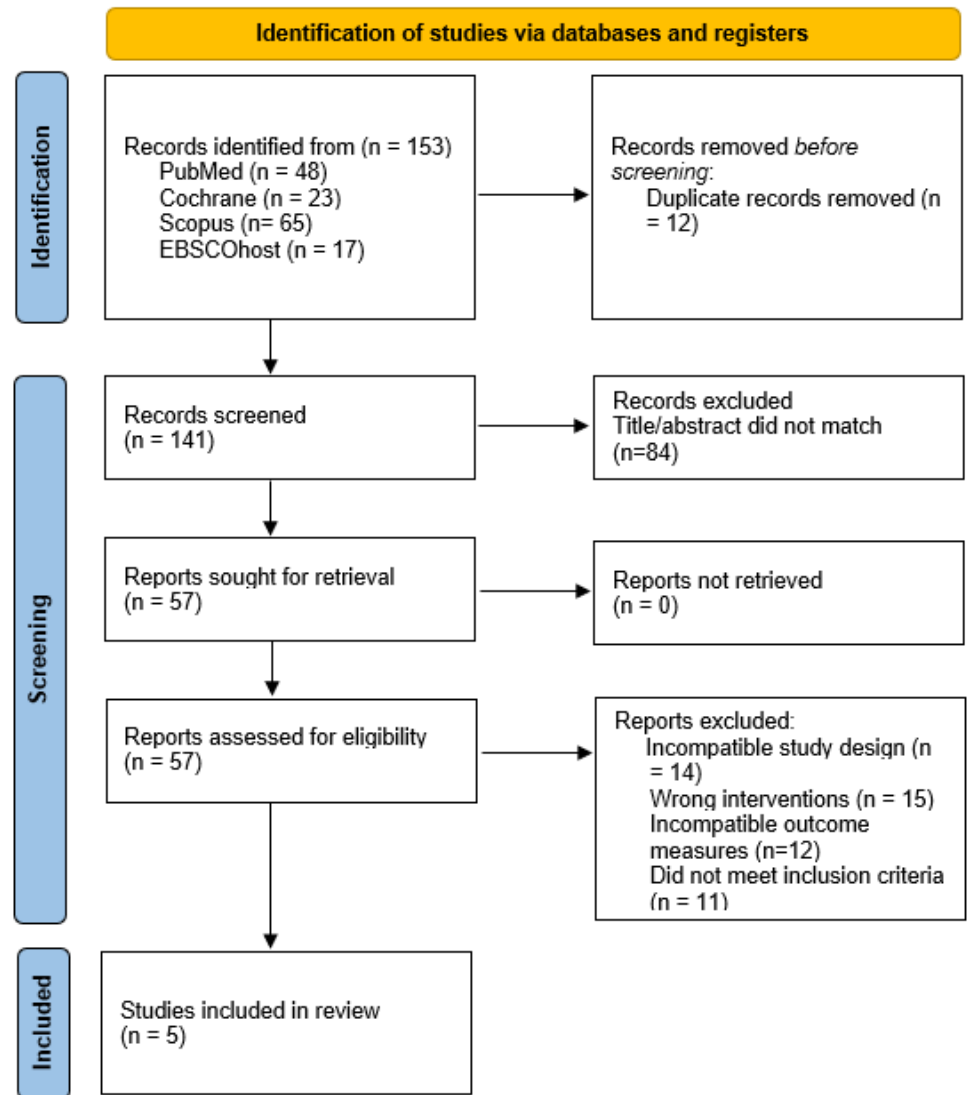 Identification of studies via databases and registers
Identification
Records identified from (n = 153)
PubMed (n = 48)
Cochrane (n = 23)
Scopus (n= 65)
EBSCOhost (n = 17)
Records removed before
screening:
Duplicate records removed (n
= 12)
Screening
Records screened
(n = 141)
Records excluded
Title/abstract did not match
(n=84)
Reports sought for retrieval
(n = 57)
Reports not retrieved
(n = 0)
Reports assessed for eligibility
(n = 57)
Reports excluded:
Incompatible study design (n
= 14)
Wrong interventions (n = 15)
Incompatible outcome
measures (n=12)
Did not meet inclusion criteria
(n = 11)
Included
Studies included in review
(n = 5)